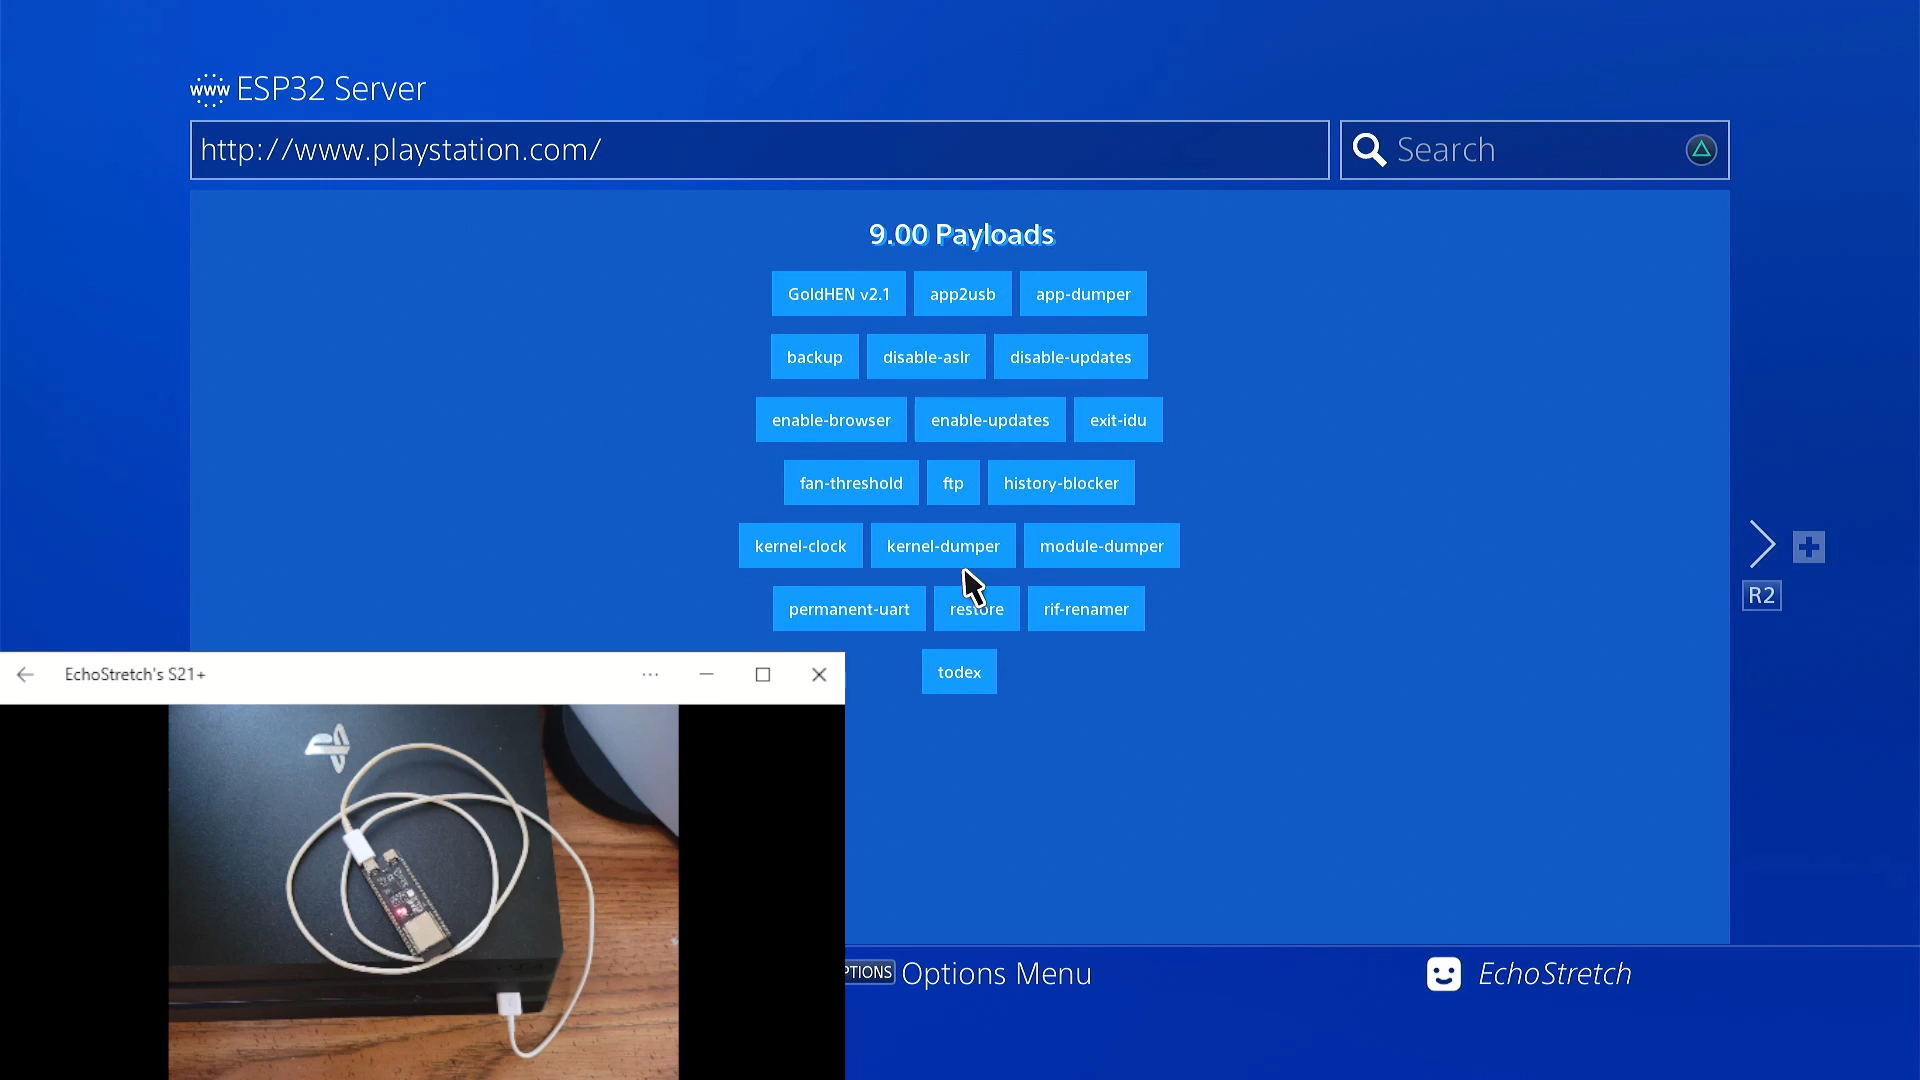 www ESP32 Server
http://www.playstation.com/
Search
9.00 Payloads
GoldHEN v2.1 app2usb app-dumper
backup disable-aslr disable-updates
enable-browser enable-updates exit-idu
fan-threshold ftp history-blocker
kernel-clock kernel-dumper module-dumper
permanent-uart restore rif-renamer
todex
R2
EchoStretch's S21+
PTIONS Options Menu
EchoStretch